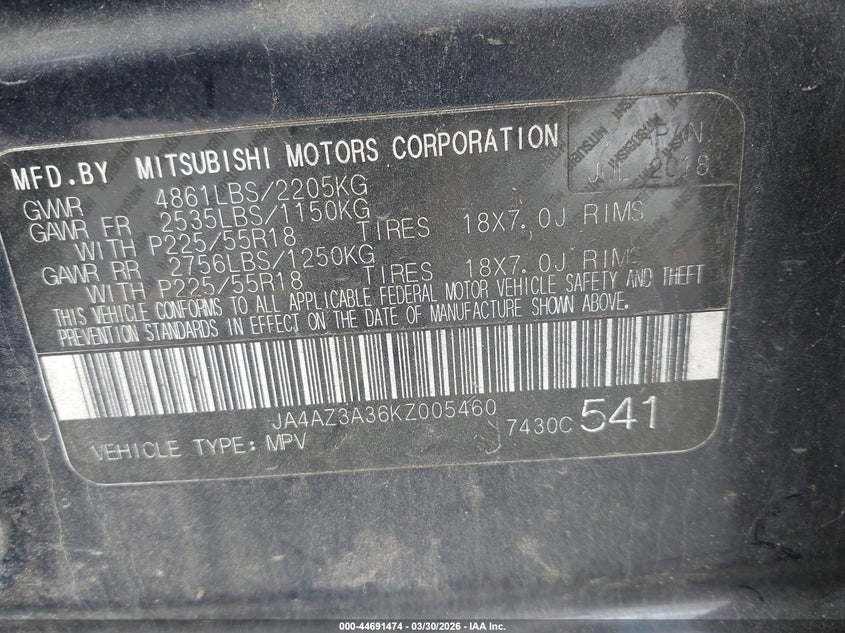 MFD.BY MITSUBISHI MOTORS CORPORATION
JAPAN
JUL 2018
GVWR 4861LBS/2205KG
GAWR FR 2535LBS/1150KG
WITH P225/55R18 TIRES 18X7.0J RIMS
GAWR RR 2756LBS/1250KG
WITH P225/55R18 TIRES 18X7.0J RIMS
THIS VEHICLE CONFORMS TO ALL APPLICABLE FEDERAL MOTOR VEHICLE SAFETY AND THEFT
PREVENTION STANDARDS IN EFFECT ON THE DATE OF MANUFACTURE SHOWN ABOVE.
JA4AZ3A36KZ005460
VEHICLE TYPE: MPV
7430C 541
000-44691474 — 03/30/2026 — IAA Inc.